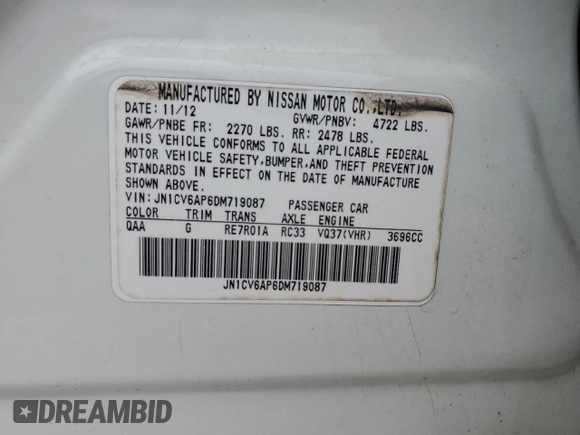 MANUFACTURED BY NISSAN MOTOR CO.,LTD.
DATE: 11/12 GVWR/PNBV: 4722 LBS.
GAWR/PNBE FR: 2270 LBS. RR: 2478 LBS.
THIS VEHICLE CONFORMS TO ALL APPLICABLE FEDERAL
MOTOR VEHICLE SAFETY, BUMPER, AND THEFT PREVENTION
STANDARDS IN EFFECT ON THE DATE OF MANUFACTURE
SHOWN ABOVE.
VIN: JN1CV6AP6DM719087 PASSENGER CAR
COLOR TRIM TRANS AXLE ENGINE
QAA G RE7R01A RC33 VQ37(VHR) 3696CC
JN1CV6AP6DM719087
DREAMBID